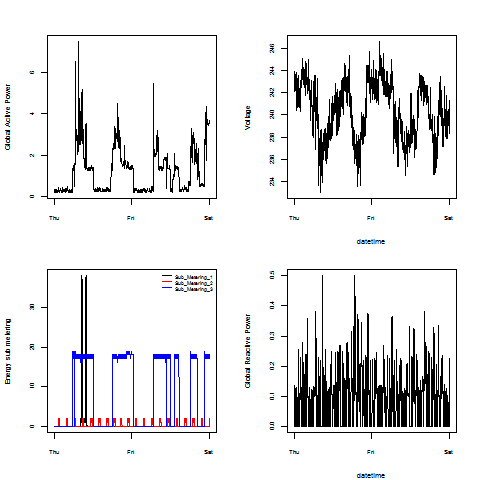 Global Active Power
6
4
2
0
Thu
Fri
Sat
Voltage
246
244
242
240
238
236
234
Thu
Fri
Sat
datetime
Energy sub metering
30
20
10
0
Sub_Metering_1
Sub_Metering_2
Sub_Metering_3
Thu
Fri
Sat
Global Reactive Power
0.5
0.4
0.3
0.2
0.1
0.0
Thu
Fri
Sat
datetime